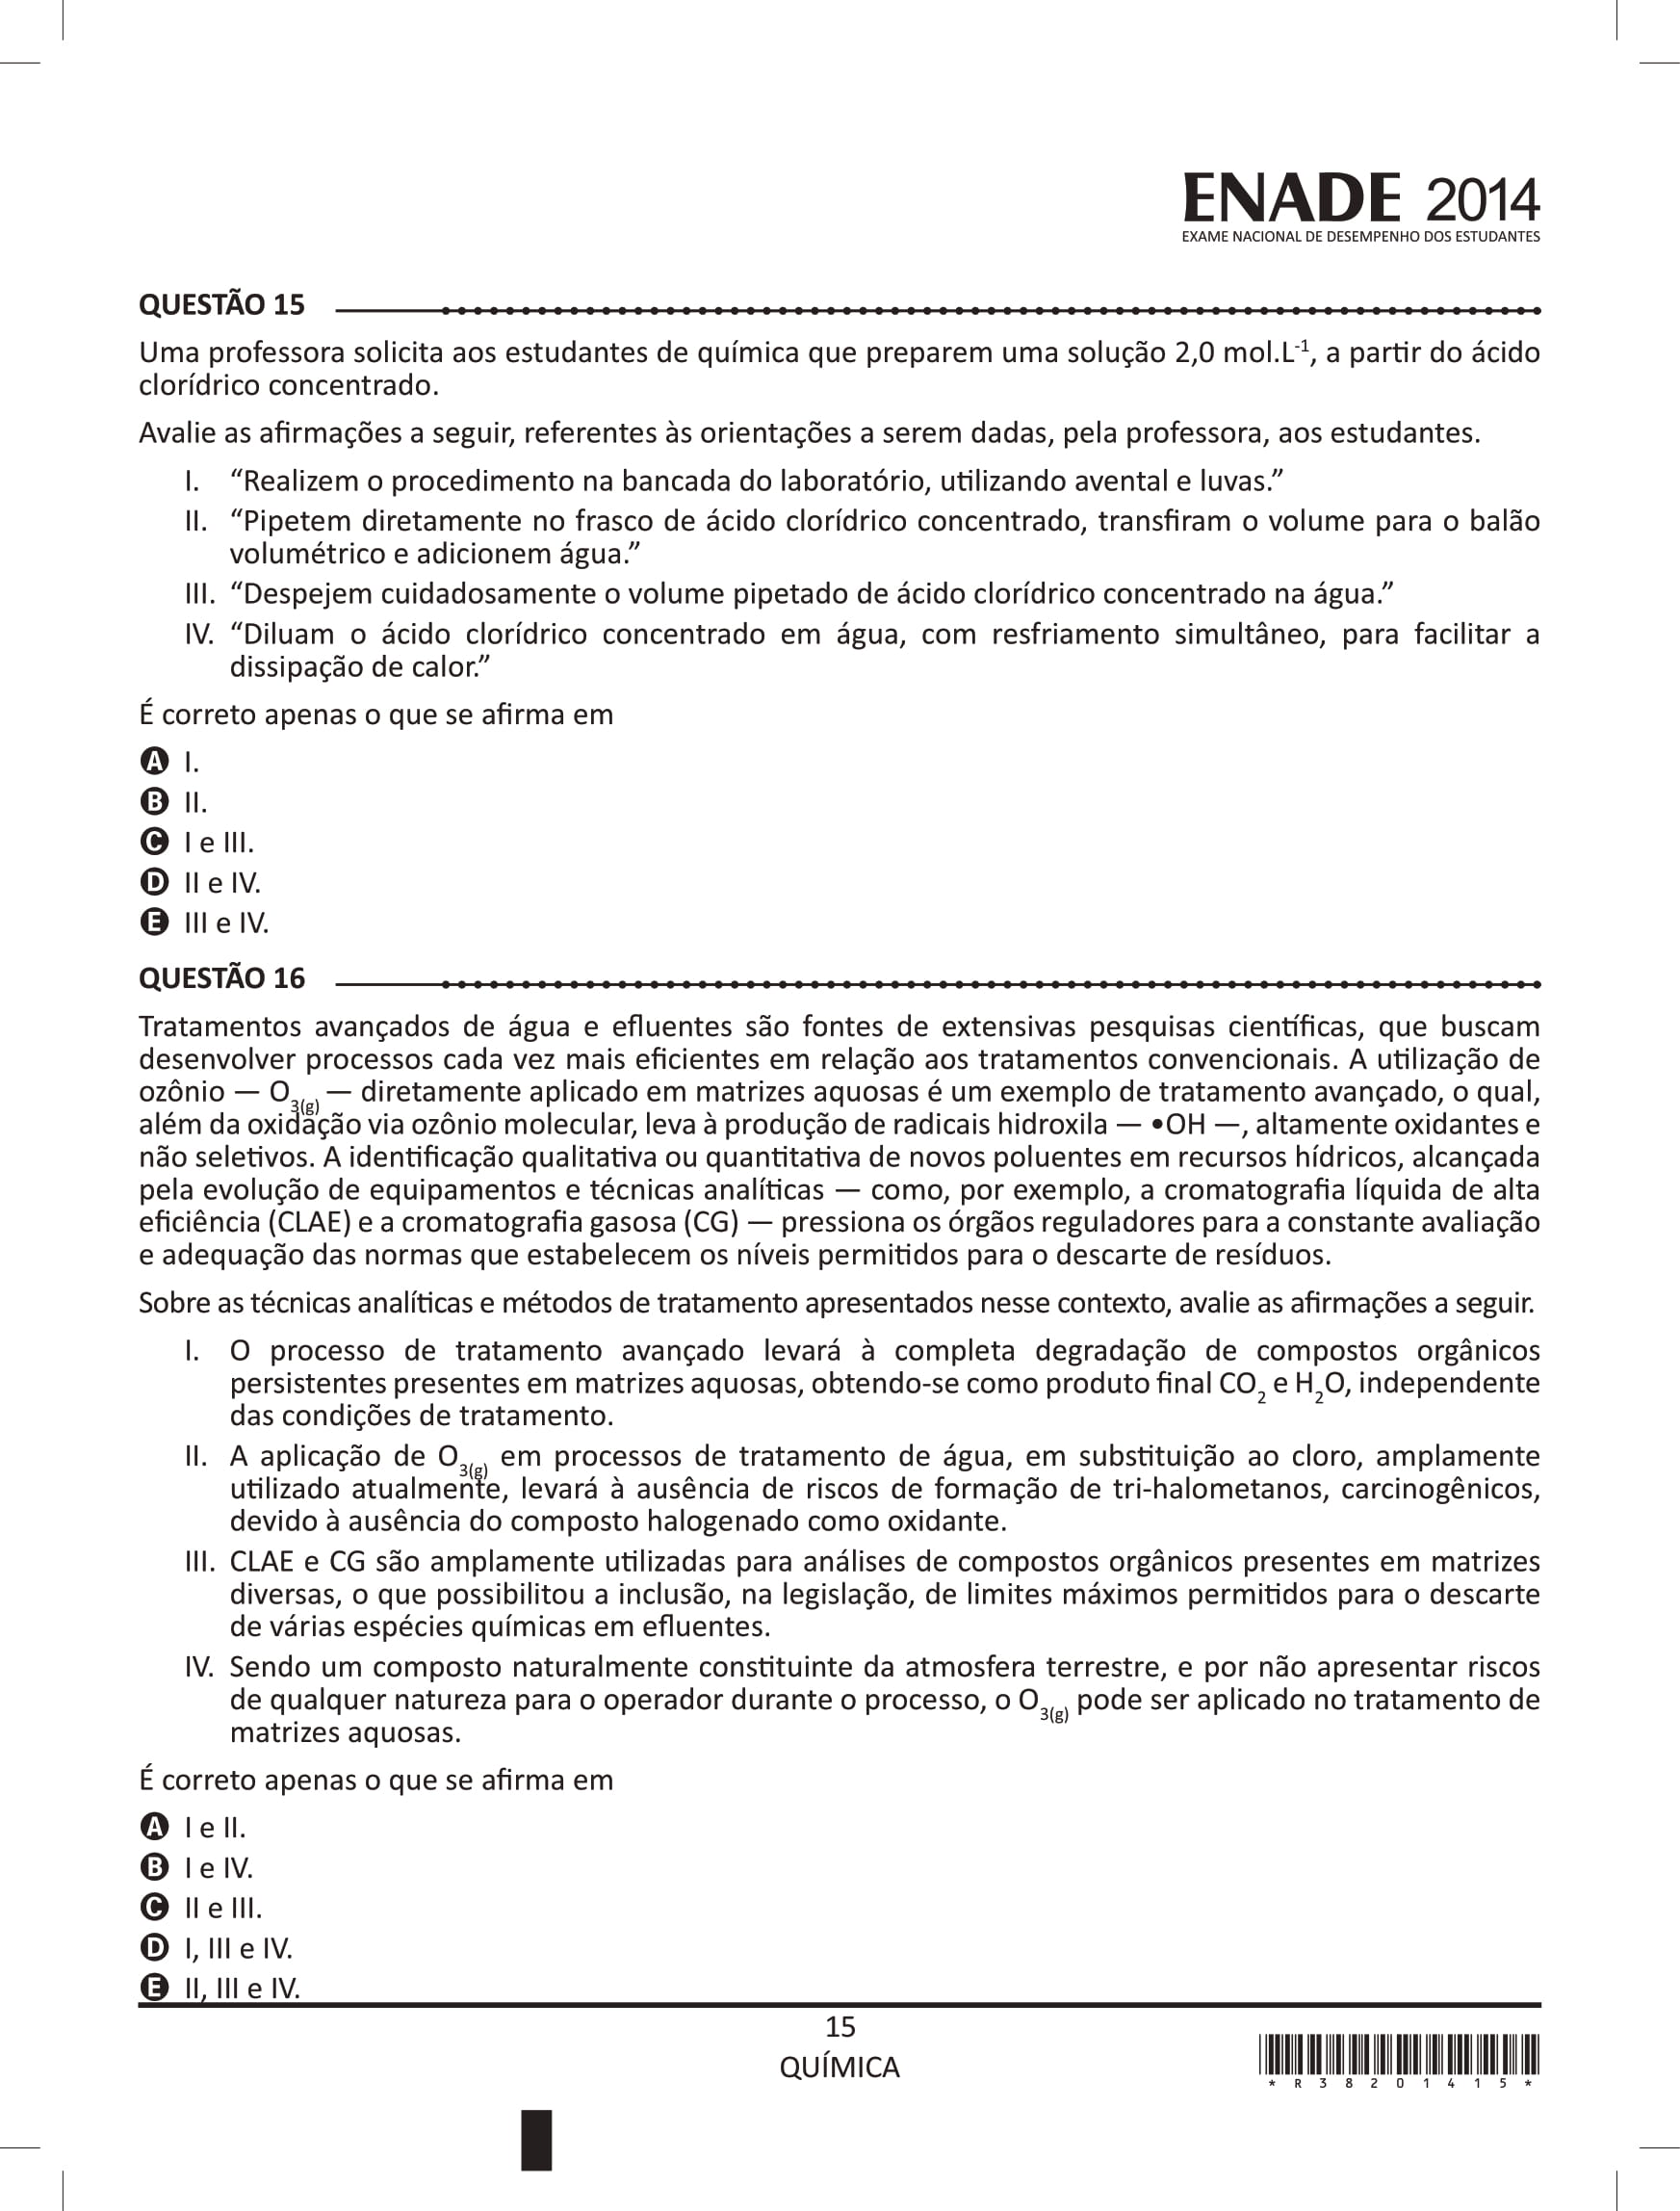 ENADE 2014
EXAME NACIONAL DE DESEMPENHO DOS ESTUDANTES
QUESTÃO 15
Uma professora solicita aos estudantes de química que preparem uma solução 2,0 mol.L-1, a partir do ácido
clorídrico concentrado.
Avalie as afirmações a seguir, referentes às orientações a serem dadas, pela professora, aos estudantes.
I. “Realizem o procedimento na bancada do laboratório, utilizando avental e luvas.”
II. “Pipetem diretamente no frasco de ácido clorídrico concentrado, transfiram o volume para o balão
volumétrico e adicionem água.”
III. “Despejem cuidadosamente o volume pipetado de ácido clorídrico concentrado na água.”
IV. “Diluam o ácido clorídrico concentrado em água, com resfriamento simultâneo, para facilitar a
dissipação de calor.”
É correto apenas o que se afirma em
A I.
B II.
C I e III.
D II e IV.
E III e IV.
QUESTÃO 16
Tratamentos avançados de água e efluentes são fontes de extensivas pesquisas científicas, que buscam
desenvolver processos cada vez mais eficientes em relação aos tratamentos convencionais. A utilização de
ozônio — O3(g) — diretamente aplicado em matrizes aquosas é um exemplo de tratamento avançado, o qual,
além da oxidação via ozônio molecular, leva à produção de radicais hidroxila — •OH —, altamente oxidantes e
não seletivos. A identificação qualitativa ou quantitativa de novos poluentes em recursos hídricos, alcançada
pela evolução de equipamentos e técnicas analíticas — como, por exemplo, a cromatografia líquida de alta
eficiência (CLAE) e a cromatografia gasosa (CG) — pressiona os órgãos reguladores para a constante avaliação
e adequação das normas que estabelecem os níveis permitidos para o descarte de resíduos.
Sobre as técnicas analíticas e métodos de tratamento apresentados nesse contexto, avalie as afirmações a seguir.
I. O processo de tratamento avançado levará à completa degradação de compostos orgânicos
persistentes presentes em matrizes aquosas, obtendo-se como produto final CO2 e H2O, independente
das condições de tratamento.
II. A aplicação de O3(g) em processos de tratamento de água, em substituição ao cloro, amplamente
utilizado atualmente, levará à ausência de riscos de formação de tri-halometanos, carcinogênicos,
devido à ausência do composto halogenado como oxidante.
III. CLAE e CG são amplamente utilizadas para análises de compostos orgânicos presentes em matrizes
diversas, o que possibilitou a inclusão, na legislação, de limites máximos permitidos para o descarte
de várias espécies químicas em efluentes.
IV. Sendo um composto naturalmente constituinte da atmosfera terrestre, e por não apresentar riscos
de qualquer natureza para o operador durante o processo, o O3(g) pode ser aplicado no tratamento de
matrizes aquosas.
É correto apenas o que se afirma em
A I e II.
B I e IV.
C II e III.
D I, III e IV.
E II, III e IV.
15
QUÍMICA
* R 3 8 2 0 1 4 1 5 *